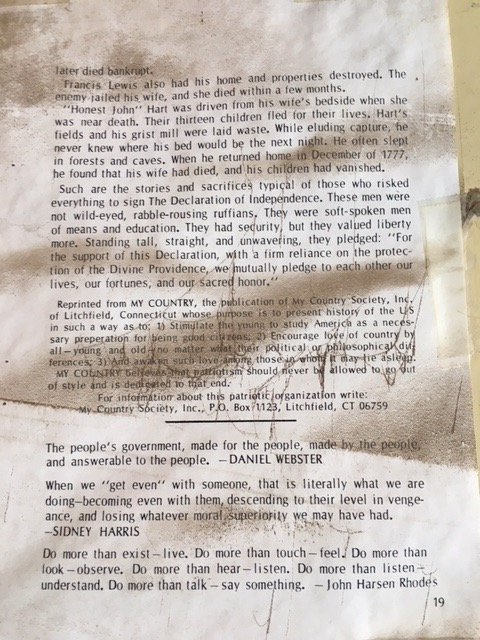 later died bankrupt.
Francis Lewis also had his home and properties destroyed. The
enemy jailed his wife, and she died within a few months.
"Honest John" Hart was driven from his wife's bedside when she
was near death. Their thirteen children fled for their lives. Hart's
fields and his grist mill were laid waste. While eluding capture, he
never knew where his bed would be the next night. He often slept
in forests and caves. When he returned home in December of 1777,
he found that his wife had died, and his children had vanished.
Such are the stories and sacrifices typical of those who risked
everything to sign The Declaration of Independence. These men were
not wild-eyed, rabble-rousing ruffians. They were soft-spoken men
of means and education. They had security, but they valued liberty
more. Standing tall, straight, and unwavering, they pledged: "For
the support of this Declaration, with a firm reliance on the protec-
tion of the Divine Providence, we mutually pledge to each other our
lives, our fortunes, and our sacred honor."
Reprinted from MY COUNTRY, the publication of My Country Society, Inc.
of Litchfield, Connecticut whose purpose is to present history of the US
in such a way as to: 1) Stimulate the young to study America as a neces-
sary preparation for being good citizens; 2) Encourage love of country by
all—young and old—no matter what their political or philosophical dif-
ferences; 3) And awaken such love among those in whom it may lie asleep.
MY COUNTRY believes that patriotism should never be allowed to go out
of style and is dedicated to that end.
For information about this patriotic organization write:
My Country Society, Inc., P.O. Box 1123, Litchfield, CT 06759
The people's government, made for the people, made by the people,
and answerable to the people. —DANIEL WEBSTER
When we "get even" with someone, that is literally what we are
doing—becoming even with them, descending to their level in venge-
ance, and losing whatever moral superiority we may have had.
—SIDNEY HARRIS
Do more than exist—live. Do more than touch—feel. Do more than
look—observe. Do more than hear—listen. Do more than listen—
understand. Do more than talk—say something. —John Harsen Rhodes
19